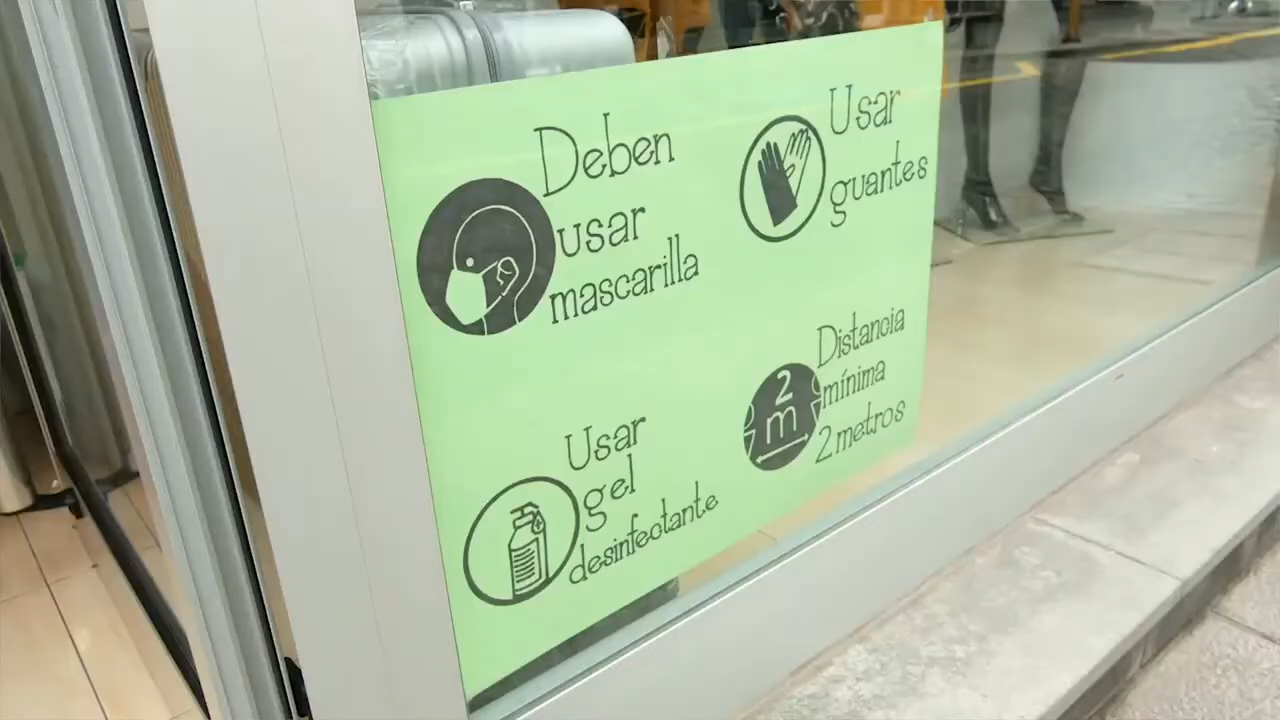 Deben
usar
mascarilla
Usar
guantes
Usar
gel
desinfectante
2
m
Distancia
mínima
2 metros